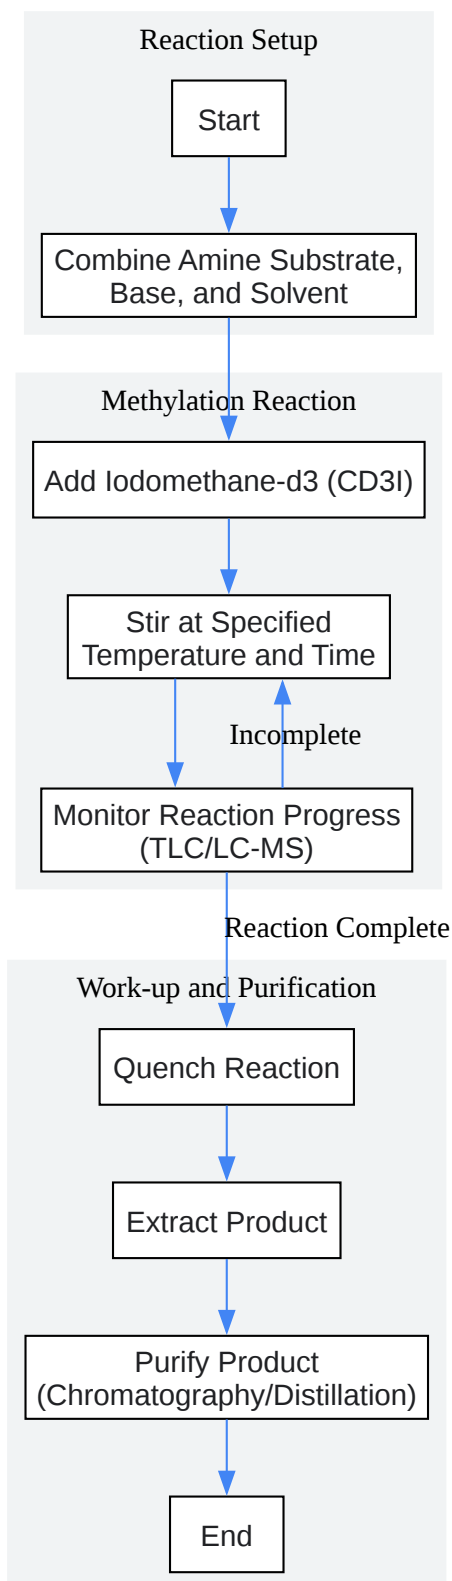 Reaction Setup
Start
Combine Amine Substrate,
Base, and Solvent
Methylation Reaction
Add Iodomethane-d3 (CD3I)
Stir at Specified
Temperature and Time
Incomplete
Monitor Reaction Progress
(TLC/LC-MS)
Reaction Complete
Work-up and Purification
Quench Reaction
Extract Product
Purify Product
(Chromatography/Distillation)
End